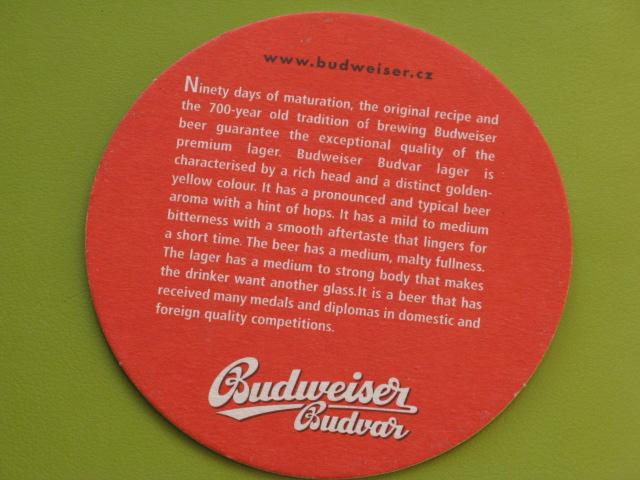 www.budweiser.cz
Ninety days of maturation, the original recipe and
the 700-year old tradition of brewing Budweiser
beer guarantee the exceptional quality of the
premium lager. Budweiser Budvar lager is
characterised by a rich head and a distinct golden-
yellow colour. It has a pronounced and typical beer
aroma with a hint of hops. It has a mild to medium
bitterness with a smooth aftertaste that lingers for
a short time. The beer has a medium, malty fullness.
The lager has a medium to strong body that makes
the drinker want another glass.It is a beer that has
received many medals and diplomas in domestic and
foreign quality competitions.
Budweiser
Budvar